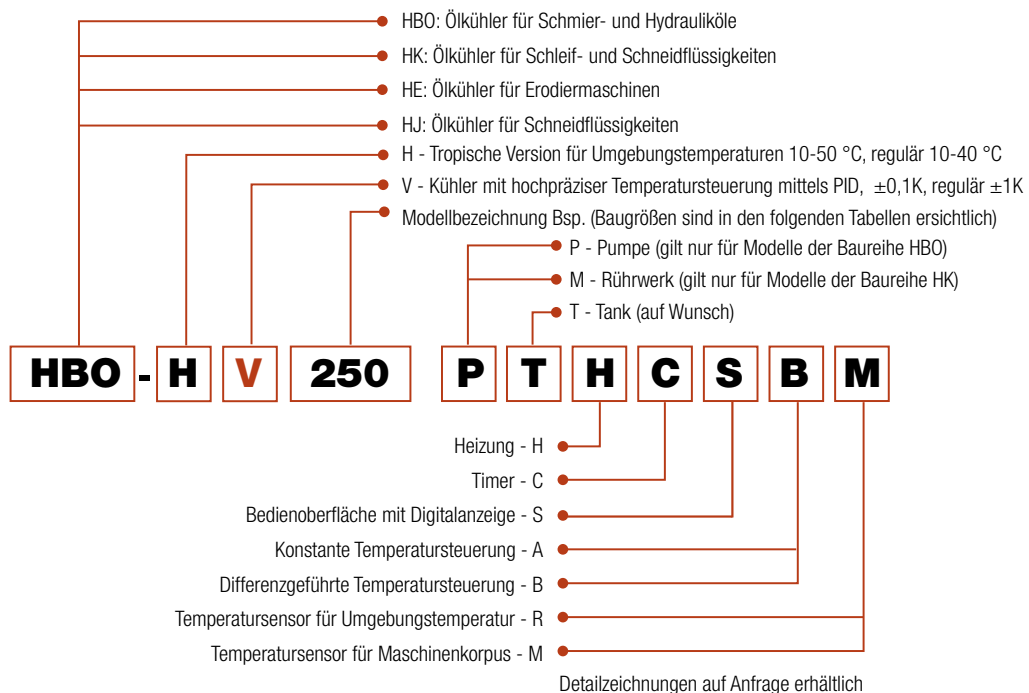 HBO: Ölkühler für Schmier- und Hydrauliköle
HK: Ölkühler für Schleif- und Schneidflüssigkeiten
HE: Ölkühler für Erodiermaschinen
HJ: Ölkühler für Schneidflüssigkeiten
H - Tropische Version für Umgebungstemperaturen 10-50 °C, regulär 10-40 °C
V - Kühler mit hochpräziser Temperatursteuerung mittels PID, ±0,1K, regulär ±1K
Modellbezeichnung Bsp. (Baugrößen sind in den folgenden Tabellen ersichtlich)
P - Pumpe (gilt nur für Modelle der Baureihe HBO)
M - Rührwerk (gilt nur für Modelle der Baureihe HK)
T - Tank (auf Wunsch)
HBO - H V 250 P T H C S B M
Heizung - H
Timer - C
Bedienoberfläche mit Digitalanzeige - S
Konstante Temperatursteuerung - A
Differenzgeführte Temperatursteuerung - B
Temperatursensor für Umgebungstemperatur - R
Temperatursensor für Maschinenkorpus - M
Detailzeichnungen auf Anfrage erhältlich